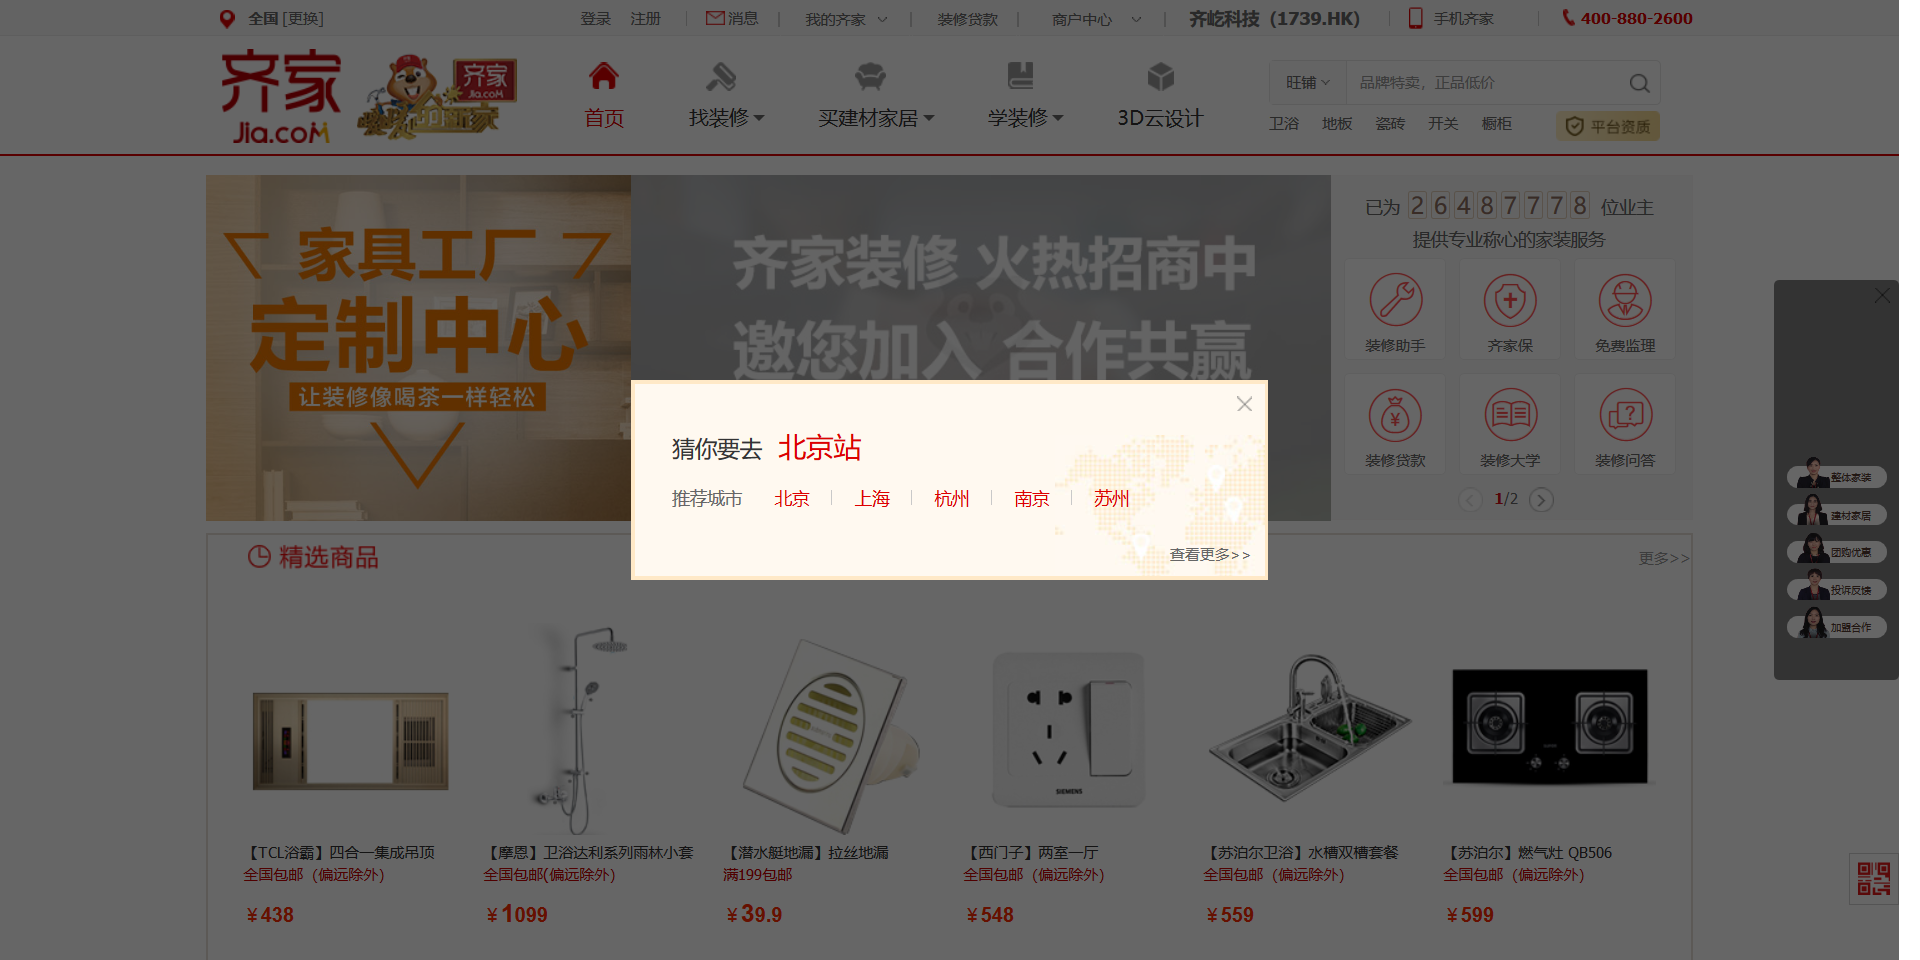 全国 [更换] 登录 注册 消息 我的齐家 装修贷款 商户中心 齐屹科技（1739.HK） 手机齐家 400-880-2600
齐家
Jia.coM
齐家
Jia.coM
首页 找装修 买建材家居 学装修 3D云设计
旺铺 品牌特卖，正品低价
卫浴 地板 瓷砖 开关 橱柜 平台资质
家具工厂
定制中心
让装修像喝茶一样轻松
齐家装修 火热招商中
邀您加入 合作共赢
已为 26487778 位业主
提供专业称心的家装服务
装修助手 齐家保 免费监理
装修贷款 装修大学 装修问答
1/2
猜你要去 北京站
推荐城市 北京 上海 杭州 南京 苏州
查看更多>>
整体家装
建材家居
团购优惠
投诉反馈
加盟合作
精选商品 更多>>
SIEMENS
【TCL浴霸】四合一集成吊顶
全国包邮（偏远除外）
￥438
【摩恩】卫浴达利系列雨林小套
全国包邮(偏远除外）
￥1099
【潜水艇地漏】拉丝地漏
满199包邮
￥39.9
【西门子】两室一厅
全国包邮（偏远除外）
￥548
【苏泊尔卫浴】水槽双槽套餐
全国包邮（偏远除外）
￥559
【苏泊尔】燃气灶 QB506
全国包邮（偏远除外）
￥599